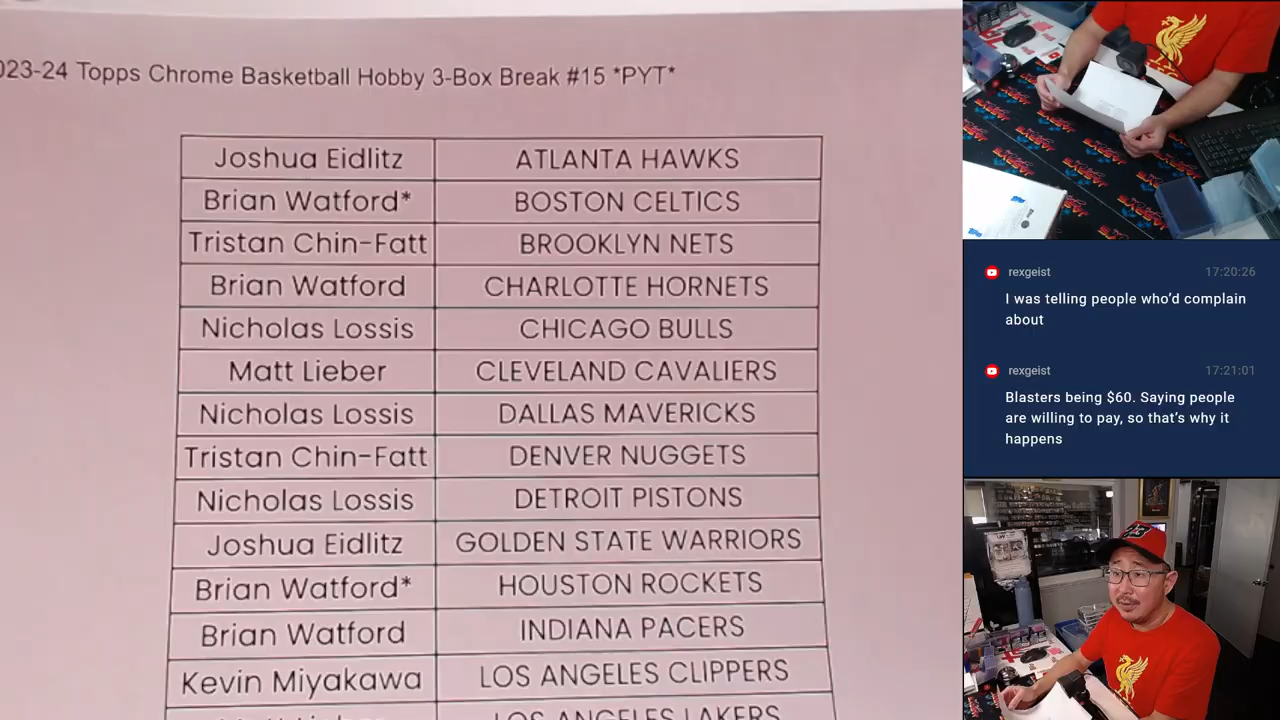 023-24 Topps Chrome Basketball Hobby 3-Box Break #15 *PYT*
Joshua Eidlitz ATLANTA HAWKS
Brian Watford* BOSTON CELTICS
Tristan Chin-Fatt BROOKLYN NETS
Brian Watford CHARLOTTE HORNETS
Nicholas Lossis CHICAGO BULLS
Matt Lieber CLEVELAND CAVALIERS
Nicholas Lossis DALLAS MAVERICKS
Tristan Chin-Fatt DENVER NUGGETS
Nicholas Lossis DETROIT PISTONS
Joshua Eidlitz GOLDEN STATE WARRIORS
Brian Watford* HOUSTON ROCKETS
Brian Watford INDIANA PACERS
Kevin Miyakawa LOS ANGELES CLIPPERS
LOS ANGELES LAKERS
rexgeist 17:20:26
I was telling people who'd complain
about
rexgeist 17:21:01
Blasters being $60. Saying people
are willing to pay, so that's why it
happens